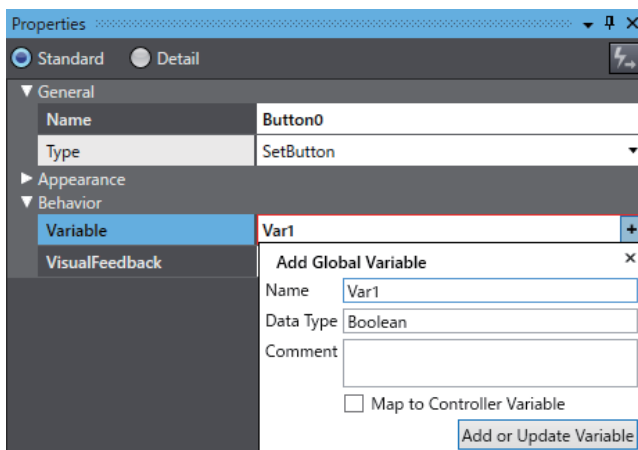 Properties
Standard Detail
General
Name Button0
Type SetButton
Appearance
Behavior
Variable Var1 +
VisualFeedback
Add Global Variable
Name Var1
Data Type Boolean
Comment
Map to Controller Variable
Add or Update Variable